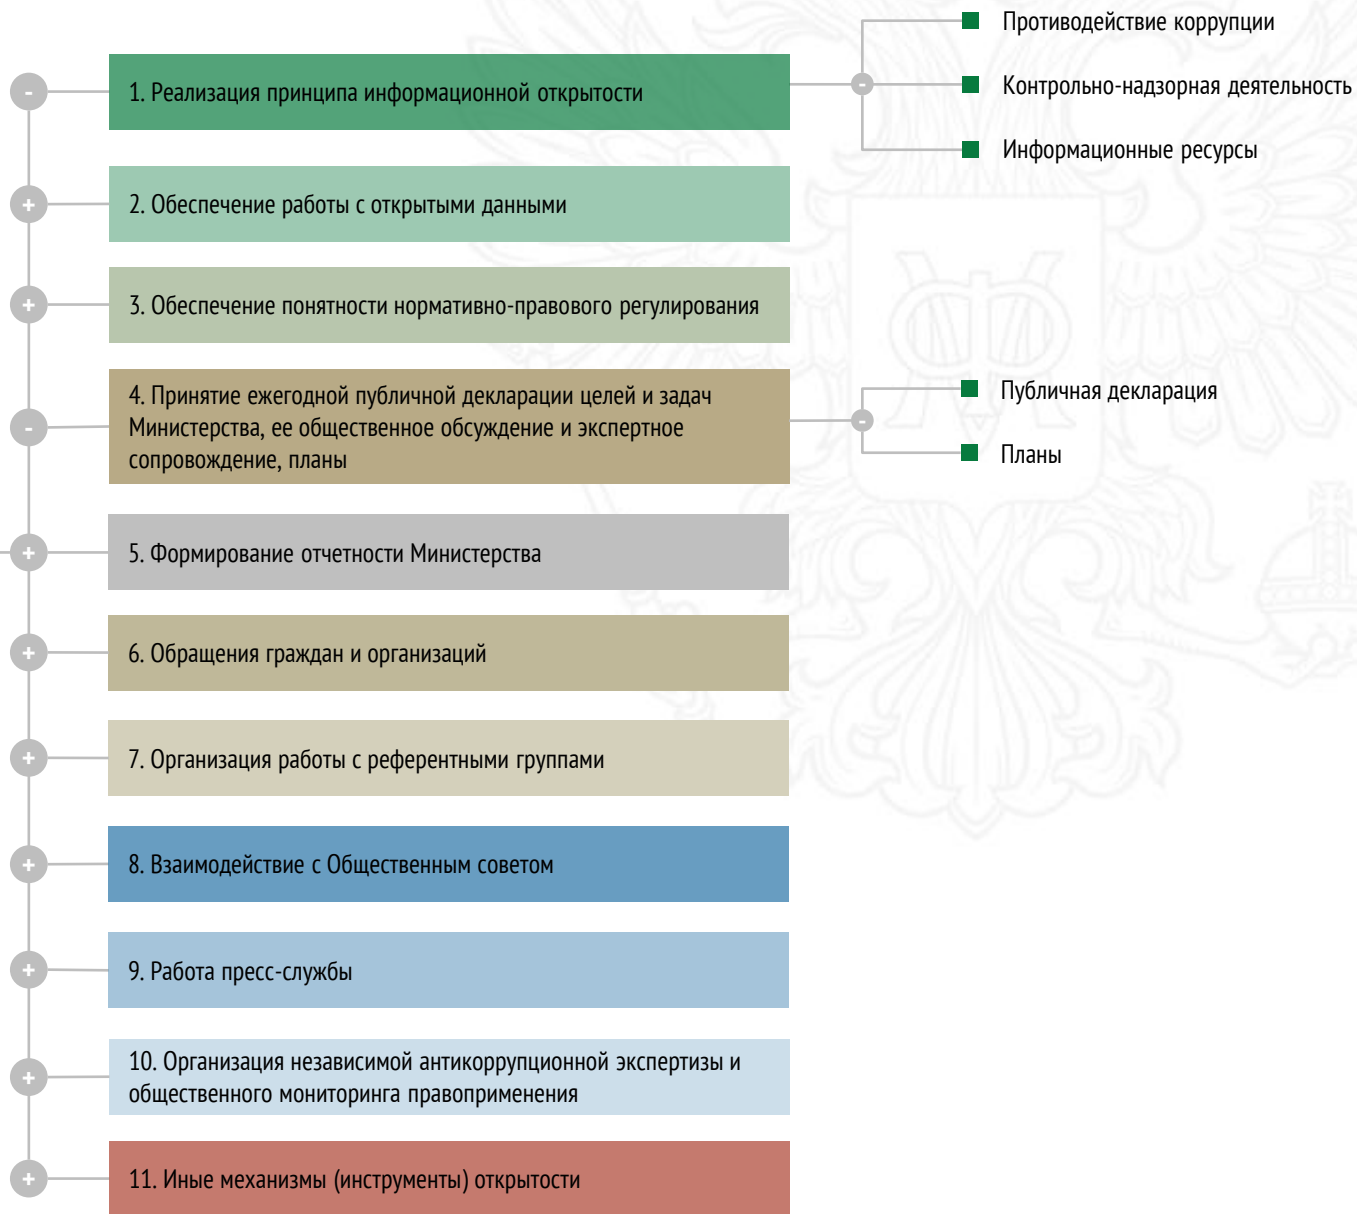 Противодействие коррупции
- 1. Реализация принципа информационной открытости
- Контрольно-надзорная деятельность
Информационные ресурсы
+ 2. Обеспечение работы с открытыми данными
+ 3. Обеспечение понятности нормативно-правового регулирования
- 4. Принятие ежегодной публичной декларации целей и задач
Министерства, ее общественное обсуждение и экспертное
сопровождение, планы
- Публичная декларация
Планы
+ 5. Формирование отчетности Министерства
+ 6. Обращения граждан и организаций
+ 7. Организация работы с референтными группами
+ 8. Взаимодействие с Общественным советом
+ 9. Работа пресс-службы
+ 10. Организация независимой антикоррупционной экспертизы и
общественного мониторинга правоприменения
+ 11. Иные механизмы (инструменты) открытости